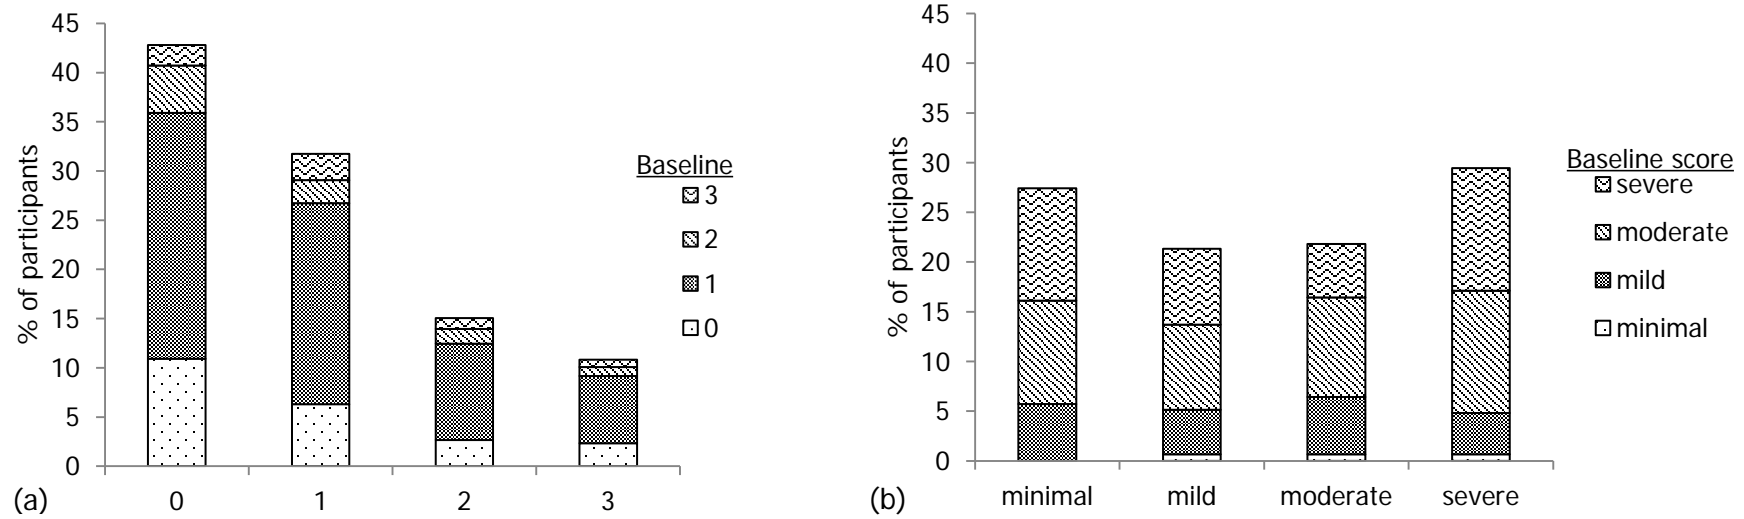 45
40
35
30
25
20
15
10
5
0
% of participants
0 1 2 3
Baseline
3
2
1
0
(a)
45
40
35
30
25
20
15
10
5
0
% of participants
minimal mild moderate severe
Baseline score
severe
moderate
mild
minimal
(b)